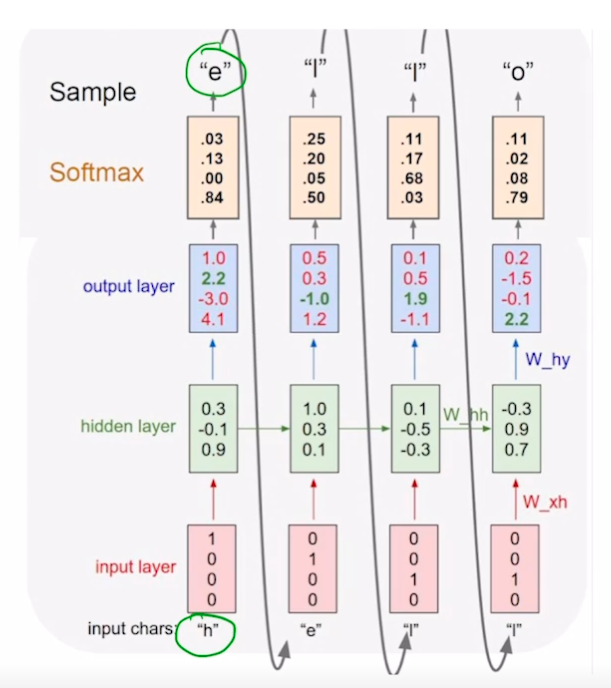 “e” “l” “l” “o”
Sample
.03 .25 .11 .11
.13 .20 .17 .02
Softmax
.00 .05 .68 .08
.84 .50 .03 .79
1.0 0.5 0.1 0.2
2.2 0.3 0.5 -1.5
output layer
-3.0 -1.0 1.9 -0.1
4.1 1.2 -1.1 2.2
W_hy
0.3 1.0 0.1 -0.3
hidden layer -0.1 0.3 -0.5 W_hh 0.9
0.9 0.1 -0.3 0.7
W_xh
1 0 0 0
0 1 0 0
input layer
0 0 1 1
0 0 0 0
input chars: “h” “e” “l” “l”